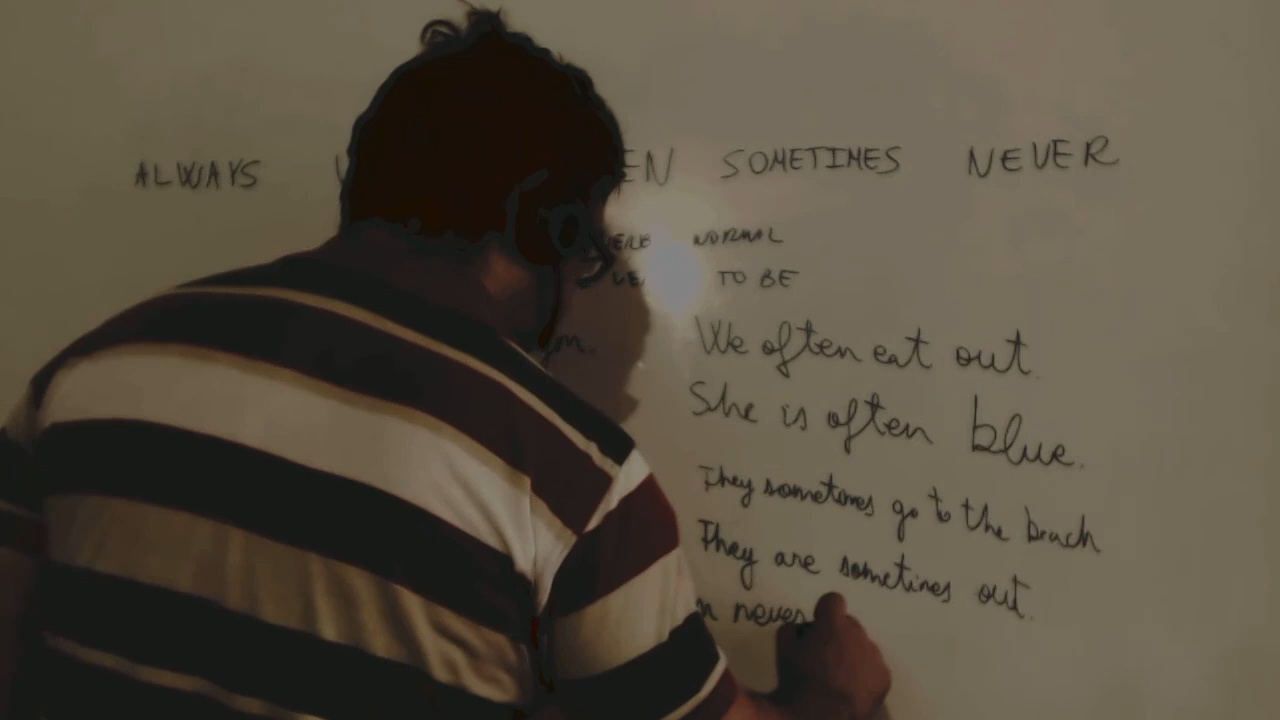 ALWAYS SOMETIMES NEVER
VERB NORMAL
TO BE
We often eat out.
She is often blue.
They sometimes go to the beach
They are sometimes out.
never